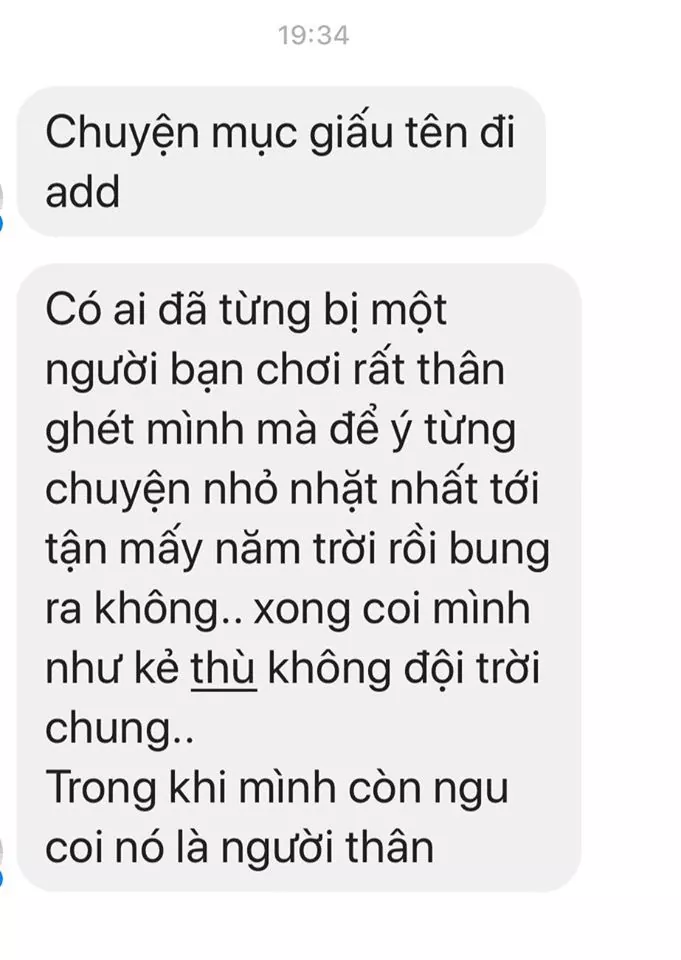 19:34
Chuyện mục giấu tên đi
add
Có ai đã từng bị một
người bạn chơi rất thân
ghét mình mà để ý từng
chuyện nhỏ nhặt nhất tới
tận mấy năm trời rồi bung
ra không.. xong coi mình
như kẻ thù không đội trời
chung..
Trong khi mình còn ngu
coi nó là người thân